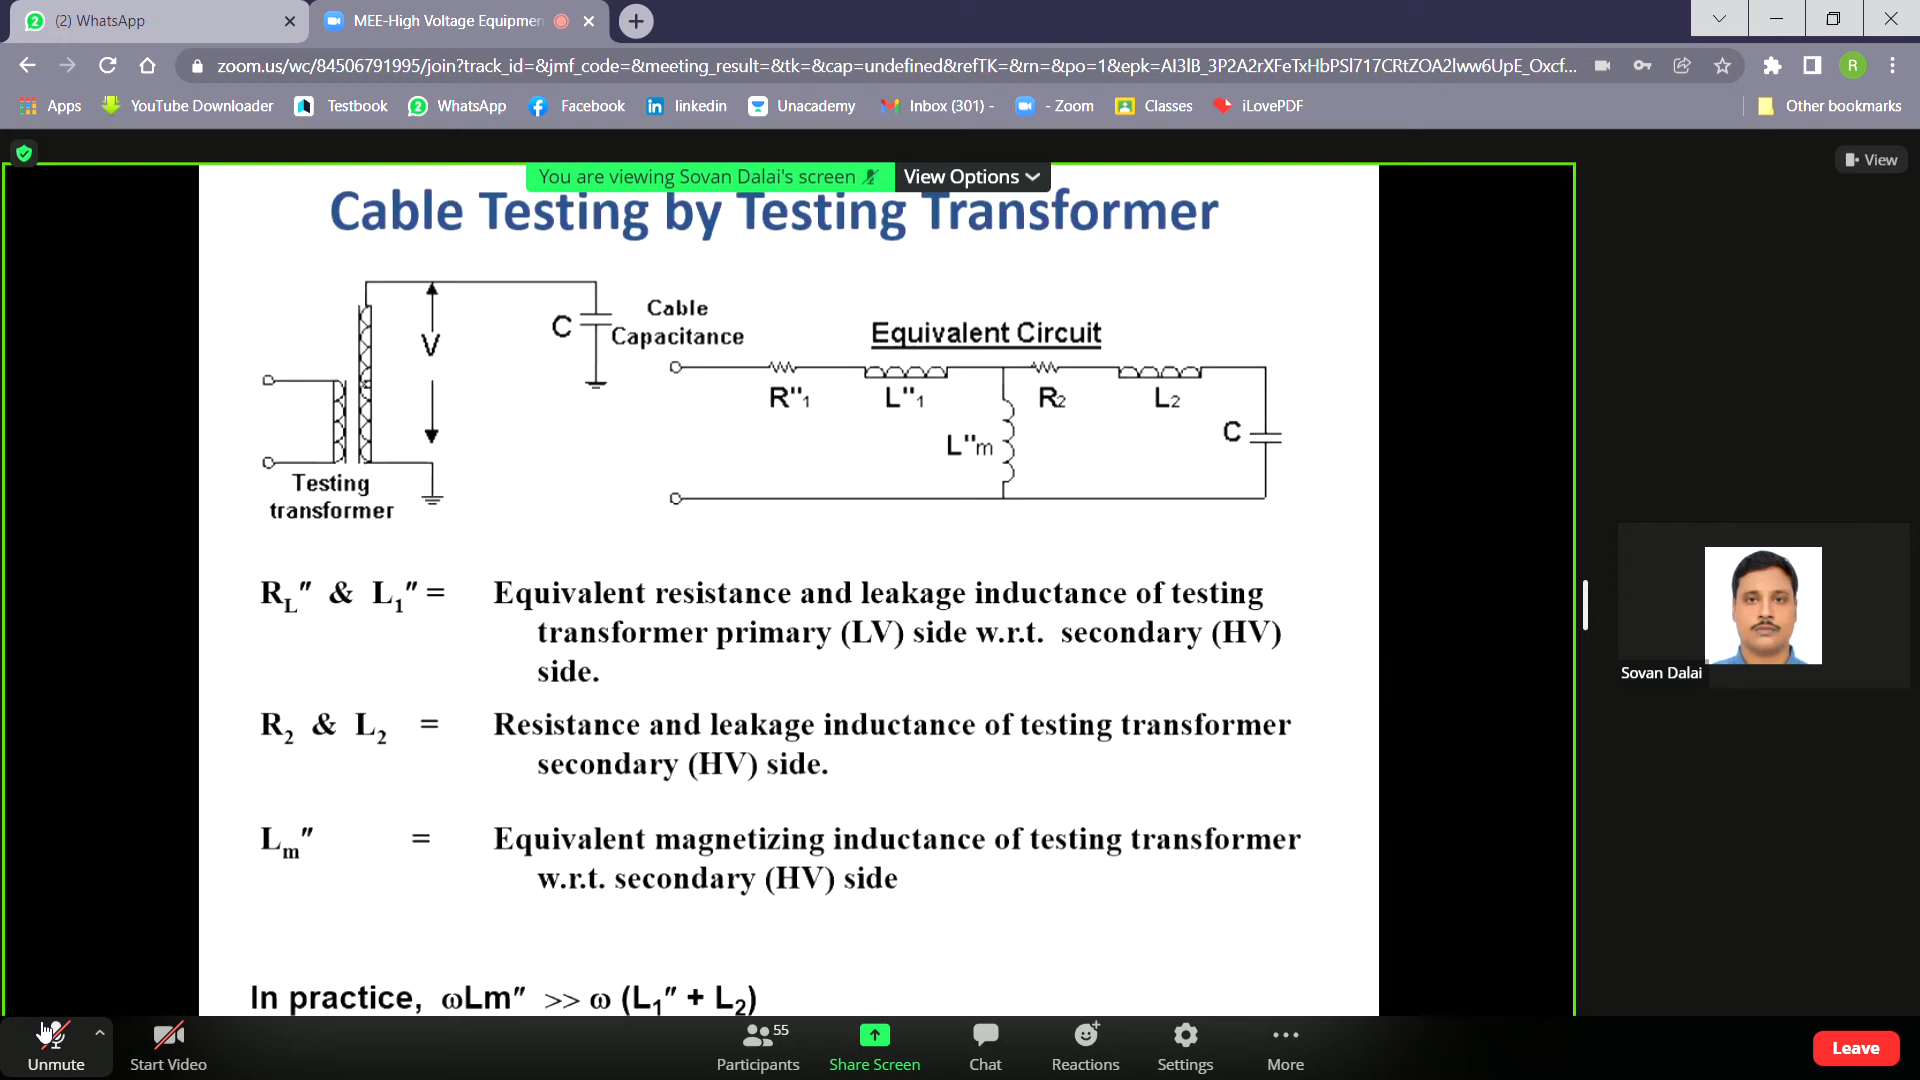 (2) WhatsApp
MEE-High Voltage Equipmen
zoom.us/wc/84506791995/join?track_id=&jmf_code=&meeting_result=&tk=&cap=undefined&refTK=&rn=&po=1&epk=AI3lB_3P2A2rXFeTxHbPSl717CRtZOA2lww6UpE_Oxcf...
R
Apps YouTube Downloader Testbook WhatsApp Facebook linkedin Unacademy Inbox (301) - - Zoom Classes iLovePDF Other bookmarks
You are viewing Sovan Dalai's screen View Options
View
Cable Testing by Testing Transformer
V
C
Cable
Capacitance
Testing
transformer
Equivalent Circuit
R"1 L"1 R2 L2
L"m
C
RL″ & L1″ = Equivalent resistance and leakage inductance of testing
transformer primary (LV) side w.r.t. secondary (HV)
side.
R2 & L2 = Resistance and leakage inductance of testing transformer
secondary (HV) side.
Lm″ = Equivalent magnetizing inductance of testing transformer
w.r.t. secondary (HV) side
In practice, ωLm″ >> ω (L1″ + L2)
Sovan Dalai
Unmute
Start Video
55
Participants
Share Screen
Chat
Reactions
Settings
More
Leave